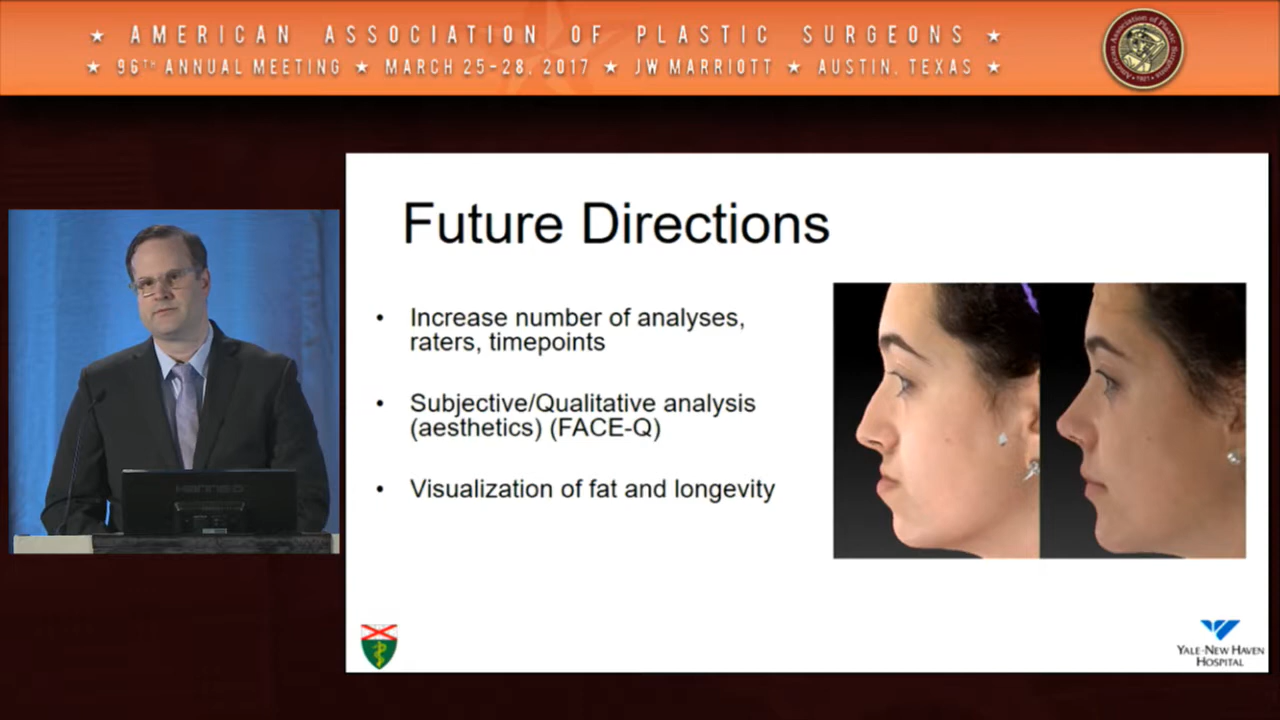 ★ AMERICAN ASSOCIATION OF PLASTIC SURGEONS ★
★ 96TH ANNUAL MEETING ★ MARCH 25-28, 2017 ★ JW MARRIOTT ★ AUSTIN, TEXAS ★
Future Directions
• Increase number of analyses,
raters, timepoints
• Subjective/Qualitative analysis
(aesthetics) (FACE-Q)
• Visualization of fat and longevity
YALE-NEW HAVEN
HOSPITAL